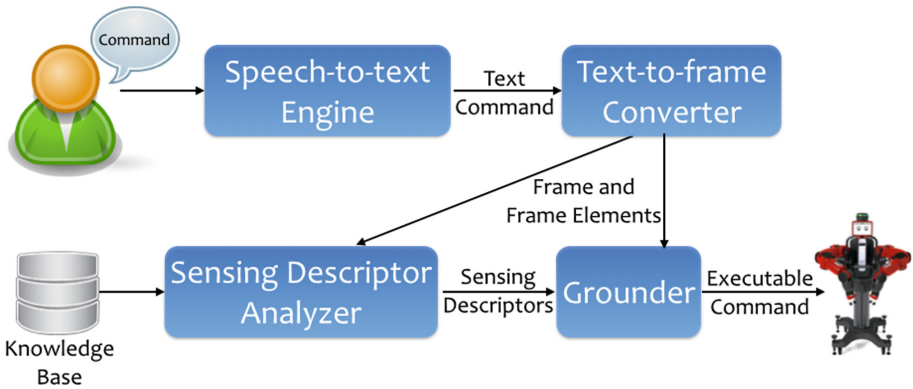 Command
Speech-to-text
Engine
Text
Command
Text-to-frame
Converter
Frame and
Frame Elements
Knowledge
Base
Sensing Descriptor
Analyzer
Sensing
Descriptors
Grounder
Executable
Command